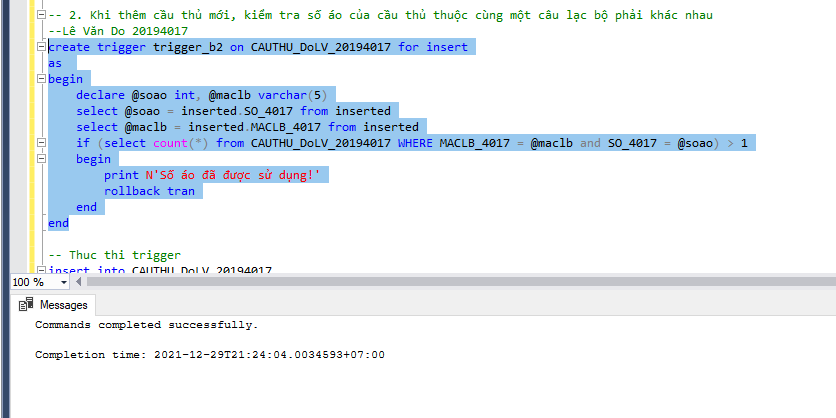 -- 2. Khi thêm cầu thủ mới, kiểm tra số áo của cầu thủ thuộc cùng một câu lạc bộ phải khác nhau
--Lê Văn Do 20194017
create trigger trigger_b2 on CAUTHU_DoLV_20194017 for insert
as
begin
    declare @soao int, @maclb varchar(5)
    select @soao = inserted.SO_4017 from inserted
    select @maclb = inserted.MACLB_4017 from inserted
    if (select count(*) from CAUTHU_DoLV_20194017 WHERE MACLB_4017 = @maclb and SO_4017 = @soao) > 1
    begin
        print N'Số áo đã được sử dụng!'
        rollback tran
    end
end
-- Thuc thi trigger
insert into CAUTHU_DoLV_20194017
100 %
Messages
Commands completed successfully.
Completion time: 2021-12-29T21:24:04.0034593+07:00